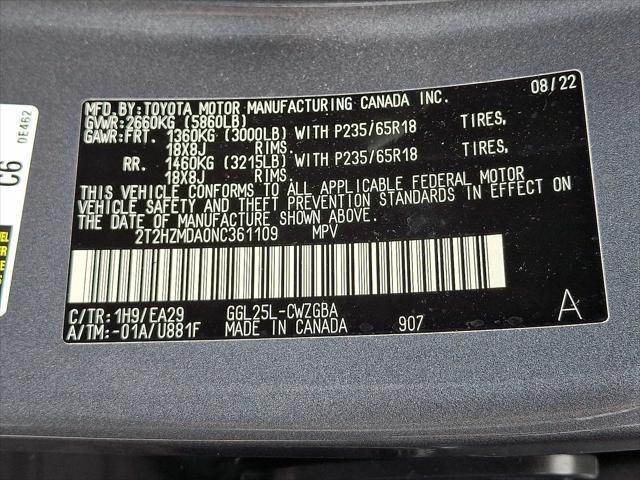 08/22
MFD.BY:TOYOTA MOTOR MANUFACTURING CANADA INC.
GVWR:2660KG (5860LB)
GAWR:FRT. 1360KG (3000LB) WITH P235/65R18 TIRES,
18X8J RIMS.
RR. 1460KG (3215LB) WITH P235/65R18 TIRES,
18X8J RIMS.
THIS VEHICLE CONFORMS TO ALL APPLICABLE FEDERAL MOTOR
VEHICLE SAFETY AND THEFT PREVENTION STANDARDS IN EFFECT ON
THE DATE OF MANUFACTURE SHOWN ABOVE.
2T2HZMDA0NC361109 MPV
C/TR:1H9/EA29 GGL25L-CWZGBA
A/TM:-01A/U881F MADE IN CANADA 907
A
C6
0E462